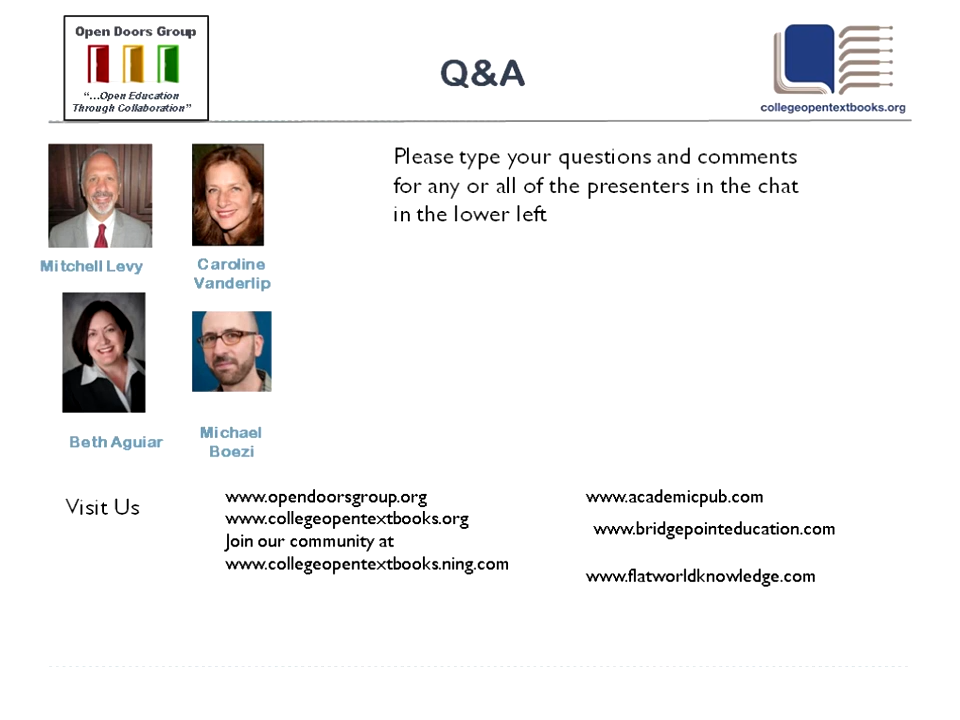 Open Doors Group
“…Open Education
Through Collaboration”
Q&A
collegeopentextbooks.org
Please type your questions and comments
for any or all of the presenters in the chat
in the lower left
Mitchell Levy
Caroline
Vanderlip
Beth Aguiar
Michael
Boezi
Visit Us
www.opendoorsgroup.org
www.collegeopentextbooks.org
Join our community at
www.collegeopentextbooks.ning.com
www.academicpub.com
www.bridgepointeducation.com
www.flatworldknowledge.com